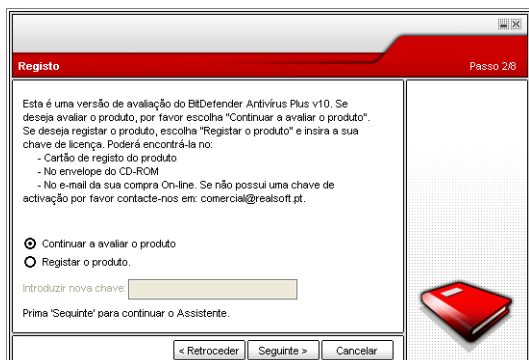 Registo
Passo 2/8
Esta é uma versão de avaliação do BitDefender Antivírus Plus v10. Se
deseja avaliar o produto, por favor escolha "Continuar a avaliar o produto".
Se deseja registar o produto, escolha "Registar o produto" e insira a sua
chave de licença. Poderá encontrá-la no:
- Cartão de registo do produto
- No envelope do CD-ROM
- No e-mail da sua compra On-line. Se não possui uma chave de
activação por favor contacte-nos em: comercial@realsoft.pt.
Continuar a avaliar o produto
Registar o produto.
Introduzir nova chave:
Prima 'Seguinte' para continuar o Assistente.
< Retroceder
Seguinte >
Cancelar